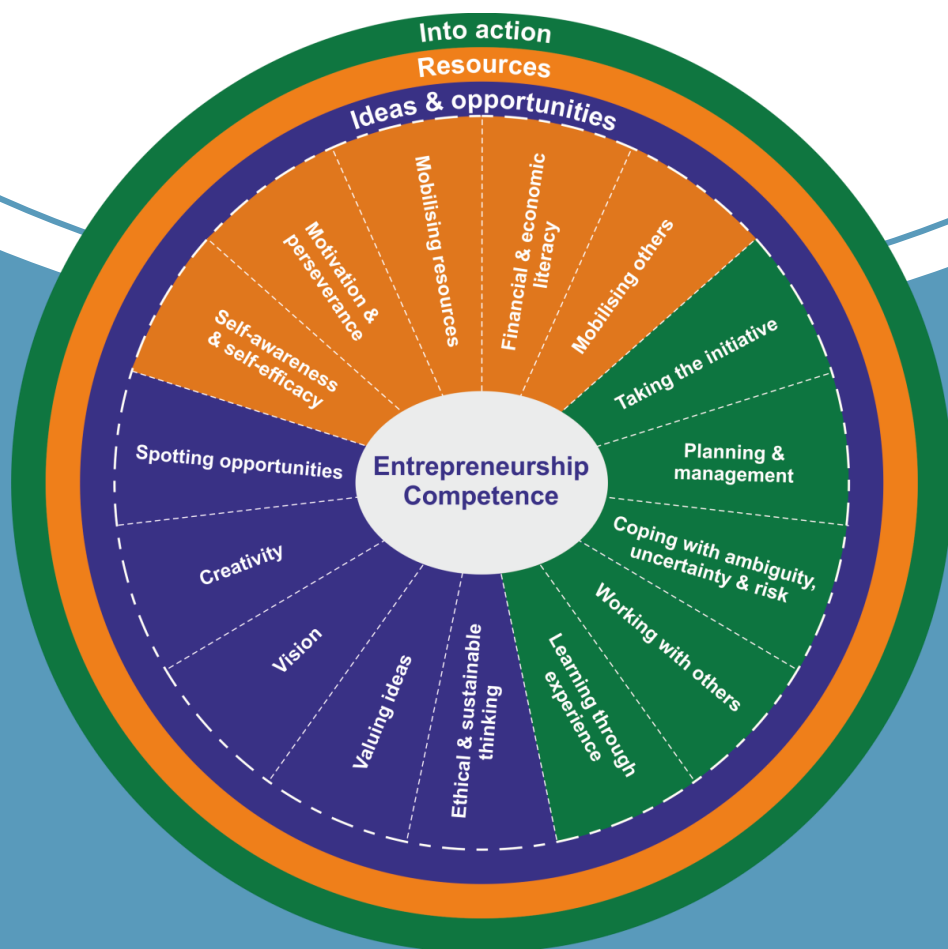 Into action
Resources
Ideas & opportunities
Mobilising resources
Financial & economic
literacy
Mobilising others
Taking the initiative
Planning &
management
Coping with ambiguity,
uncertainty & risk
Working with others
Learning through
experience
Ethical & sustainable
thinking
Valuing ideas
Vision
Creativity
Spotting opportunities
Self-awareness
& self-efficacy
Motivation &
perseverance
Entrepreneurship
Competence